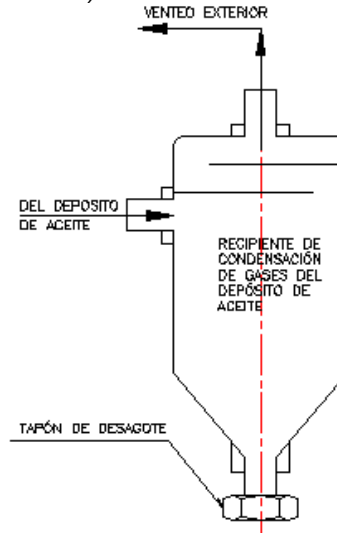 VENTEO EXTERIOR
DEL DEPOSITO
DE ACEITE
RECIPIENTE DE
CONDENSACIÓN
DE GASES DEL
DEPÓSITO DE
ACEITE
TAPÓN DE DESAGOTE